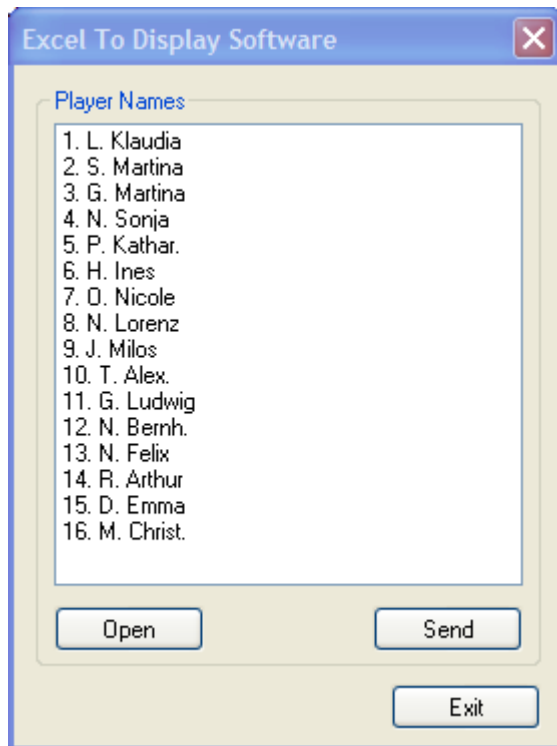 Excel To Display Software
Player Names
1. L. Klaudia
2. S. Martina
3. G. Martina
4. N. Sonja
5. P. Kathar.
6. H. Ines
7. O. Nicole
8. N. Lorenz
9. J. Milos
10. T. Alex.
11. G. Ludwig
12. N. Bernh.
13. N. Felix
14. R. Arthur
15. D. Emma
16. M. Christ.
Open Send
Exit